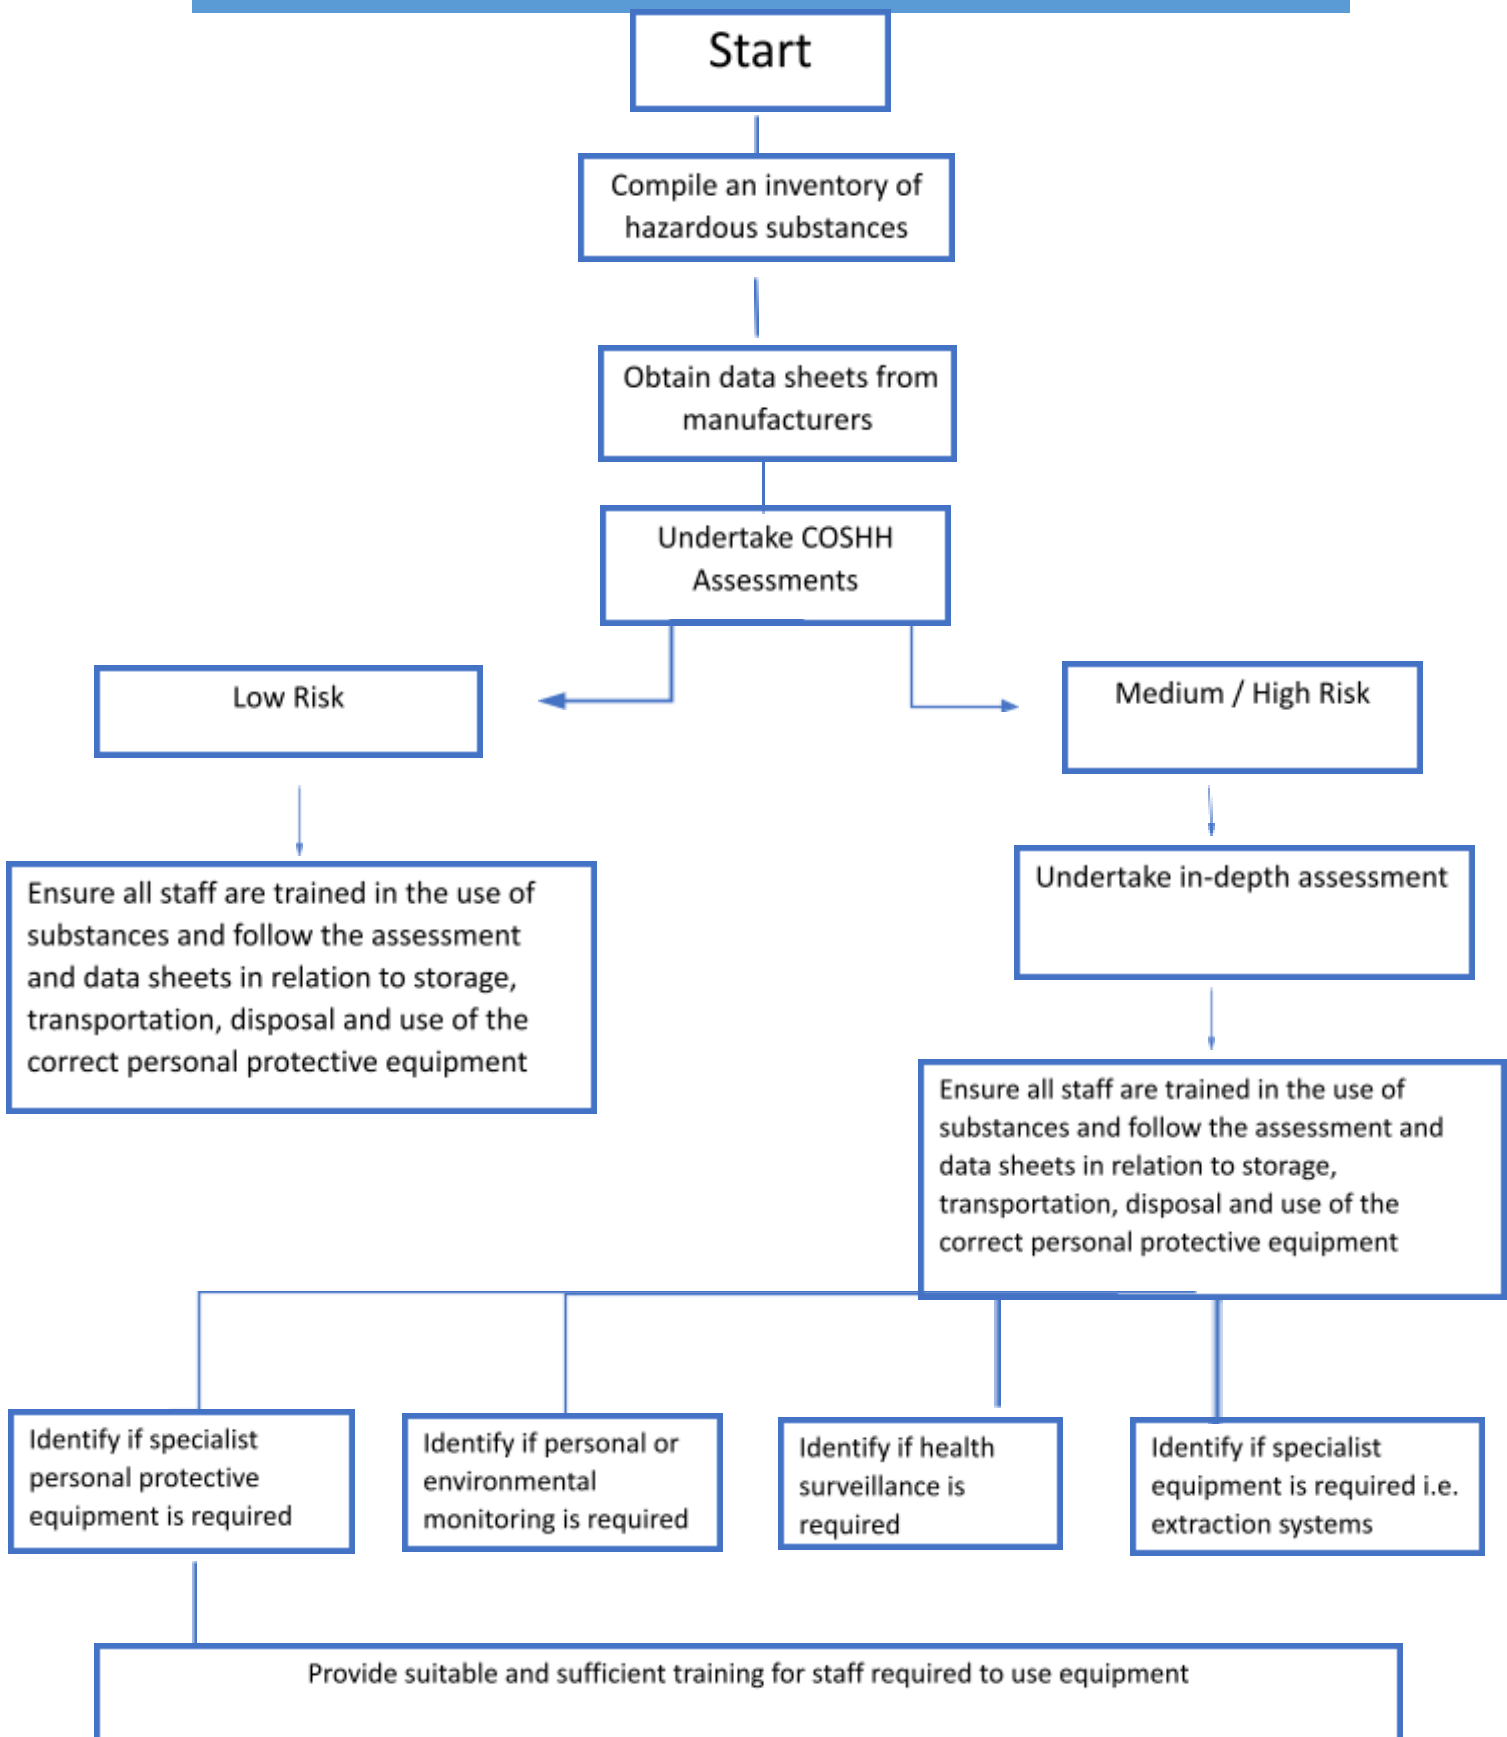 Start
Compile an inventory of
hazardous substances
Obtain data sheets from
manufacturers
Undertake COSHH
Assessments
Low Risk
Medium / High Risk
Ensure all staff are trained in the use of
substances and follow the assessment
and data sheets in relation to storage,
transportation, disposal and use of the
correct personal protective equipment
Undertake in-depth assessment
Ensure all staff are trained in the use of
substances and follow the assessment and
data sheets in relation to storage,
transportation, disposal and use of the
correct personal protective equipment
Identify if specialist
personal protective
equipment is required
Identify if personal or
environmental
monitoring is required
Identify if health
surveillance is
required
Identify if specialist
equipment is required i.e.
extraction systems
Provide suitable and sufficient training for staff required to use equipment